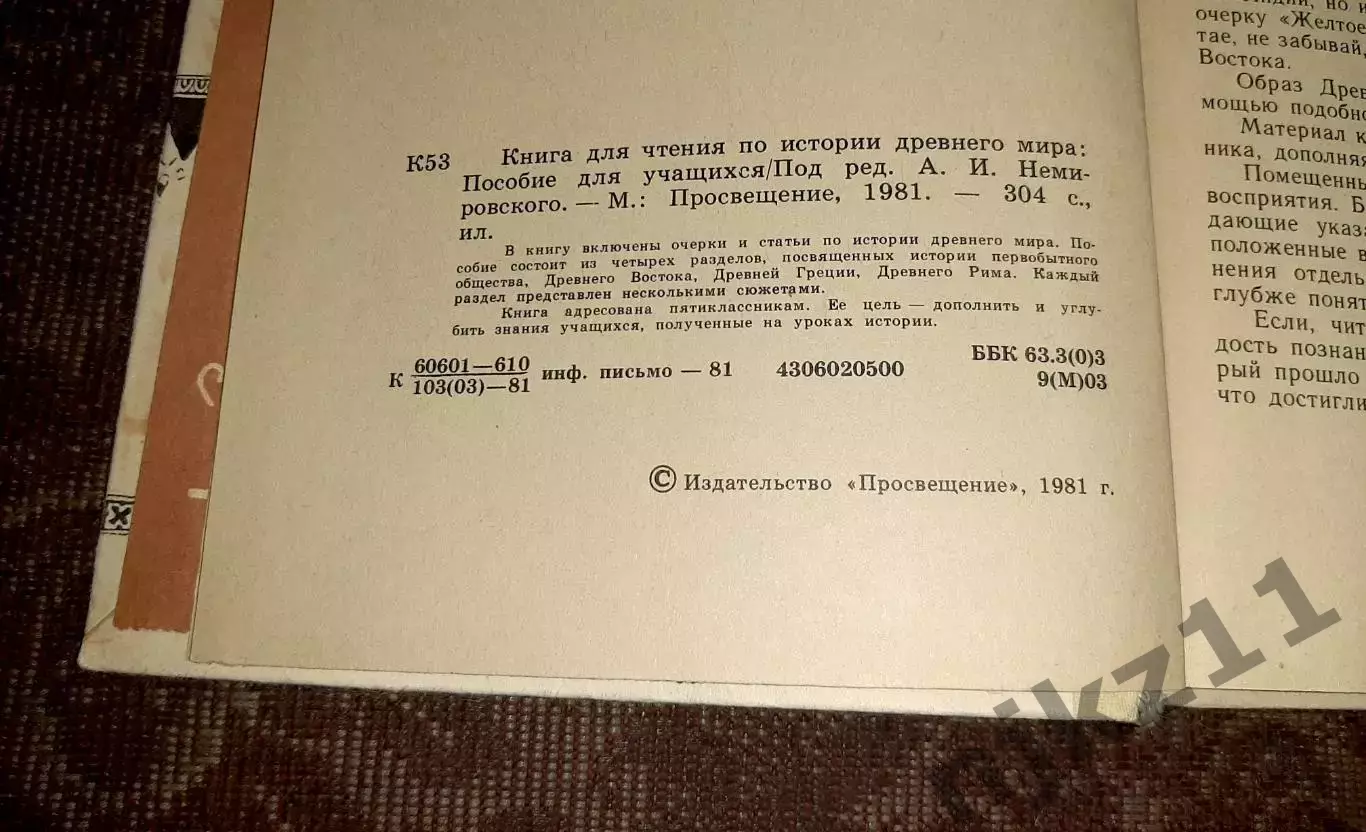 К53 Книга для чтения по истории древнего мира:
Пособие для учащихся/Под ред. А. И. Неми-
ровского. — М.: Просвещение, 1981. — 304 с.,
ил.
В книгу включены очерки и статьи по истории древнего мира. По-
собие состоит из четырех разделов, посвященных истории первобытного
общества, Древнего Востока, Древней Греции, Древнего Рима. Каждый
раздел представлен несколькими сюжетами.
Книга адресована пятиклассникам. Ее цель — дополнить и углу-
бить знания учащихся, полученные на уроках истории.
К 60601—610
103(03)—81 инф. письмо — 81 4306020500
ББК 63.3(0)3
9(М)03
© Издательство «Просвещение», 1981 г.
но и
очерку «Желтое
тае, не забывай,
Востока.
Образ Древ
мощью подобно
Материал к
ника, дополняя
Помещенны
восприятия. Б
дающие указа
положенные в
нения отдель
глубже понят
Если, чит
дость познан
рый прошло
что достигли
nikz11